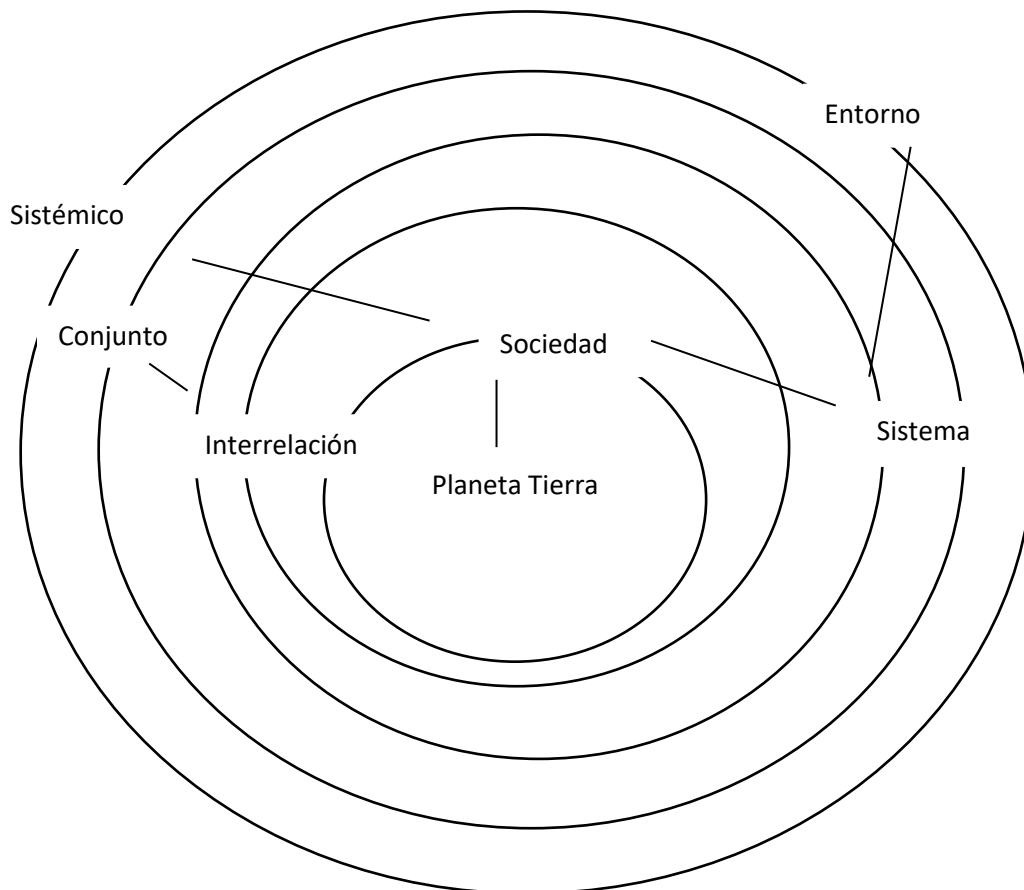 Entorno
Sistémico
Conjunto
Sociedad
Sistema
Interrelación
Planeta Tierra